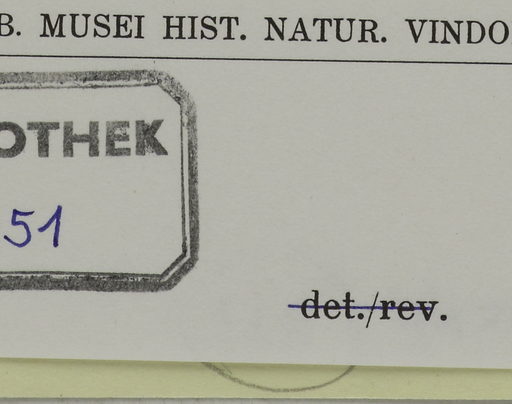 B. MUSEI HIST. NATUR. VINDO
OTHEK
51
det./rev.